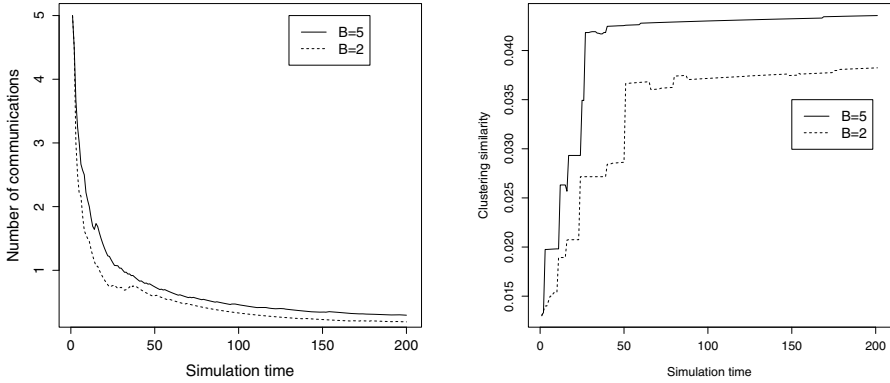 Number of communications
5
4
3
2
1
0
50
100
150
200
Simulation time
B=5
B=2
Clustering similarity
0.040
0.035
0.030
0.025
0.020
0.015
0
50
100
150
200
Simulation time
B=5
B=2